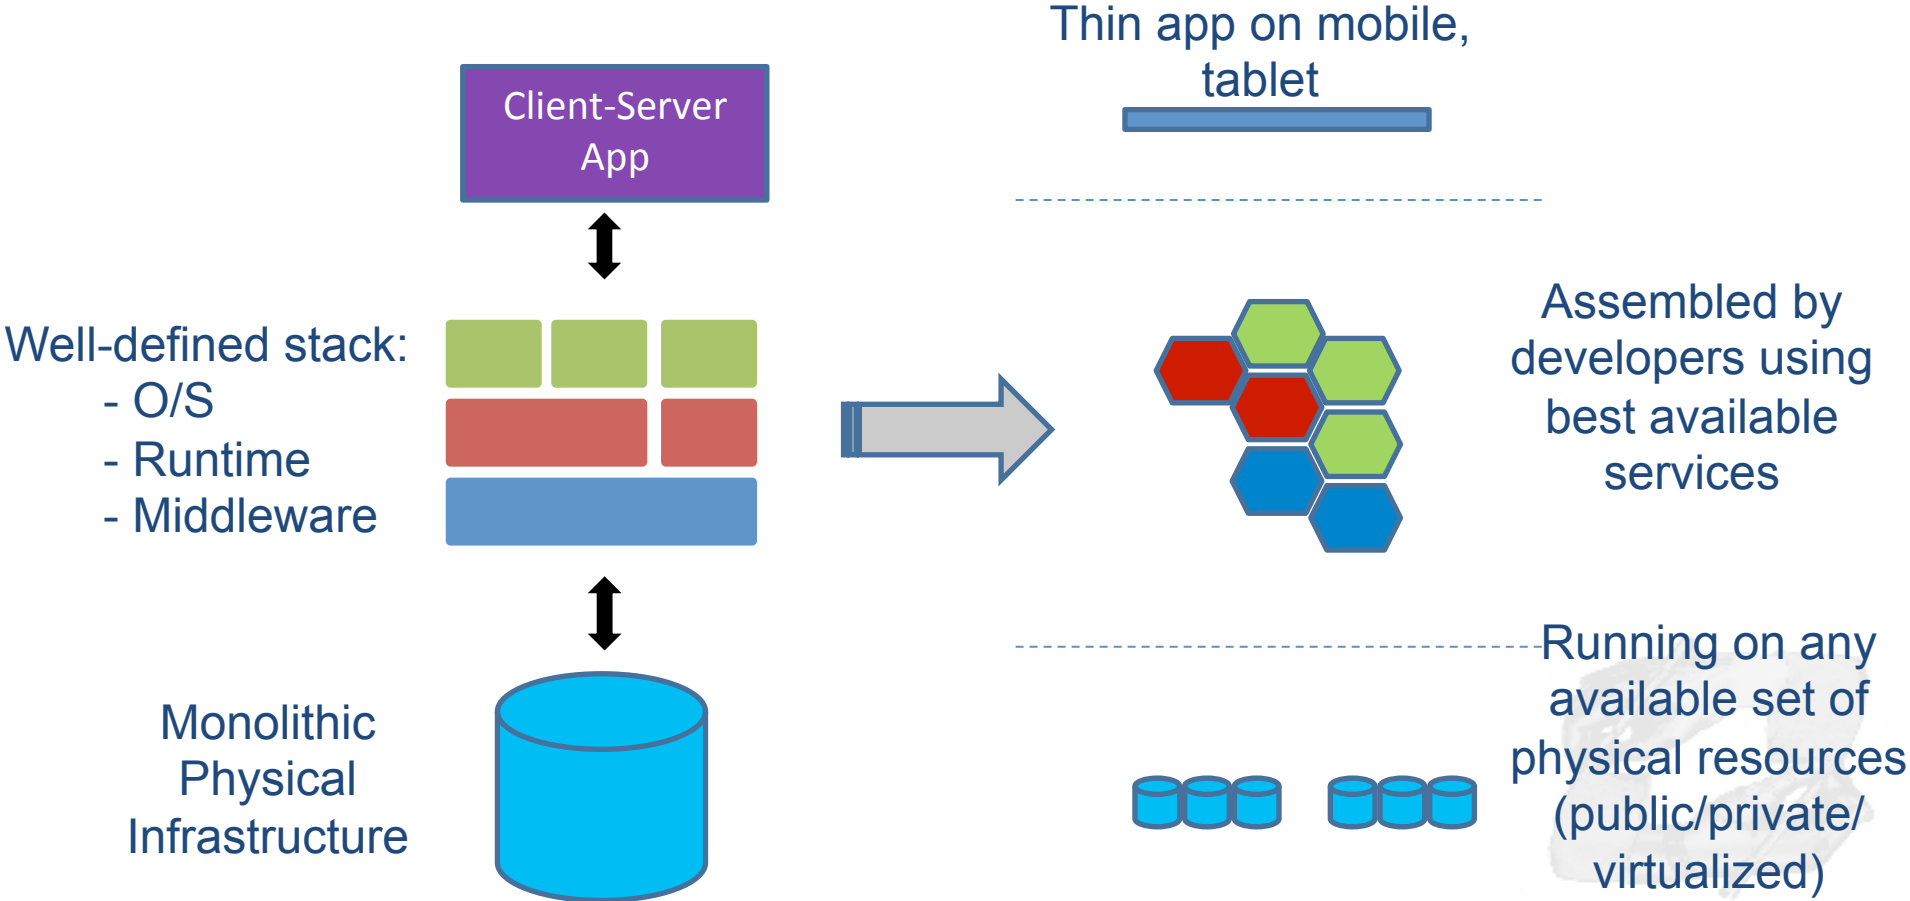 Thin app on mobile,
tablet
Client-Server
App
Well-defined stack:
- O/S
- Runtime
- Middleware
Assembled by
developers using
best available
services
Monolithic
Physical
Infrastructure
Running on any
available set of
physical resources
(public/private/
virtualized)